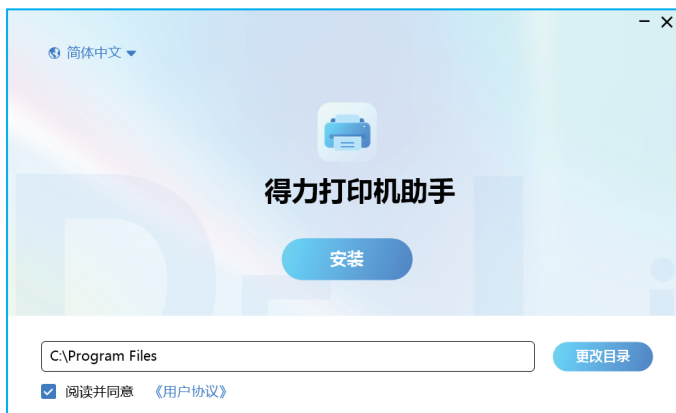 简体中文
得力打印机助手
安装
C:\Program Files
更改目录
阅读并同意 《用户协议》